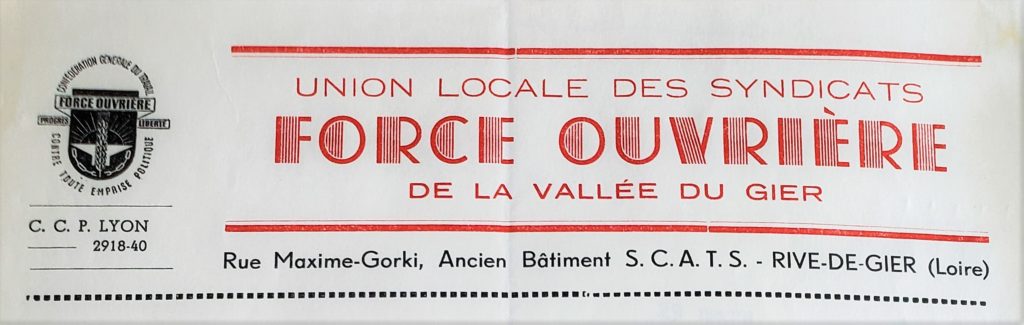 CONFÉDÉRATION GÉNÉRALE DU TRAVAIL
FORCE OUVRIÈRE
PROGRÈS LIBERTÉ
CONTRE TOUTE EMPRISE POLITIQUE
C. C. P. LYON
2918-40
UNION LOCALE DES SYNDICATS
FORCE OUVRIÈRE
DE LA VALLÉE DU GIER
Rue Maxime-Gorki, Ancien Bâtiment S. C. A. T. S. - RIVE-DE-GIER (Loire)